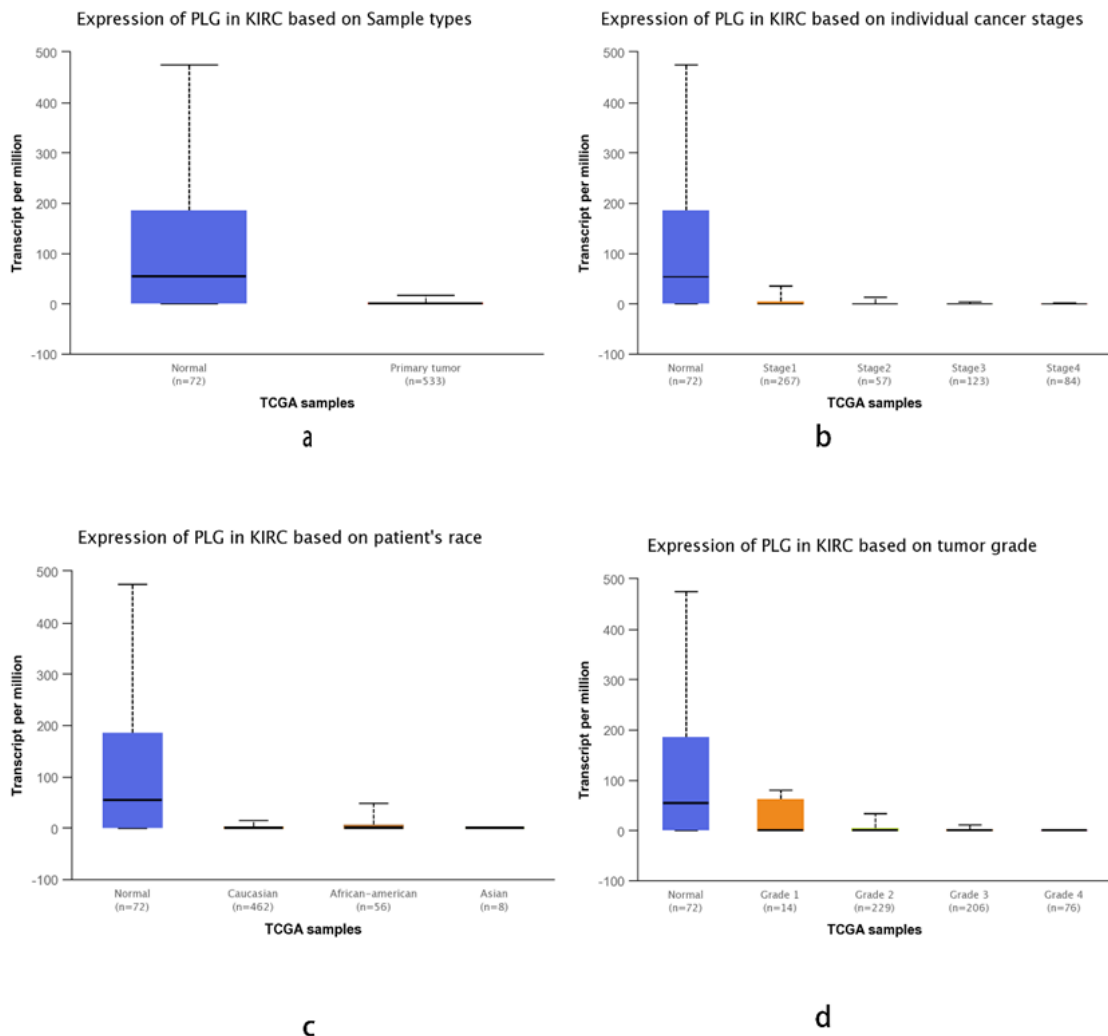 Expression of PLG in KIRC based on Sample types
500
400
300
200
100
0
-100
Transcript per million
Normal
(n=72)
Primary tumor
(n=533)
TCGA samples
a
Expression of PLG in KIRC based on individual cancer stages
500
400
300
200
100
0
-100
Transcript per million
Normal
(n=72)
Stage1
(n=267)
Stage2
(n=57)
Stage3
(n=123)
Stage4
(n=84)
TCGA samples
b
Expression of PLG in KIRC based on patient's race
500
400
300
200
100
0
-100
Transcript per million
Normal
(n=72)
Caucasian
(n=462)
African-american
(n=56)
Asian
(n=8)
TCGA samples
c
Expression of PLG in KIRC based on tumor grade
500
400
300
200
100
0
-100
Transcript per million
Normal
(n=72)
Grade 1
(n=14)
Grade 2
(n=229)
Grade 3
(n=206)
Grade 4
(n=76)
TCGA samples
d